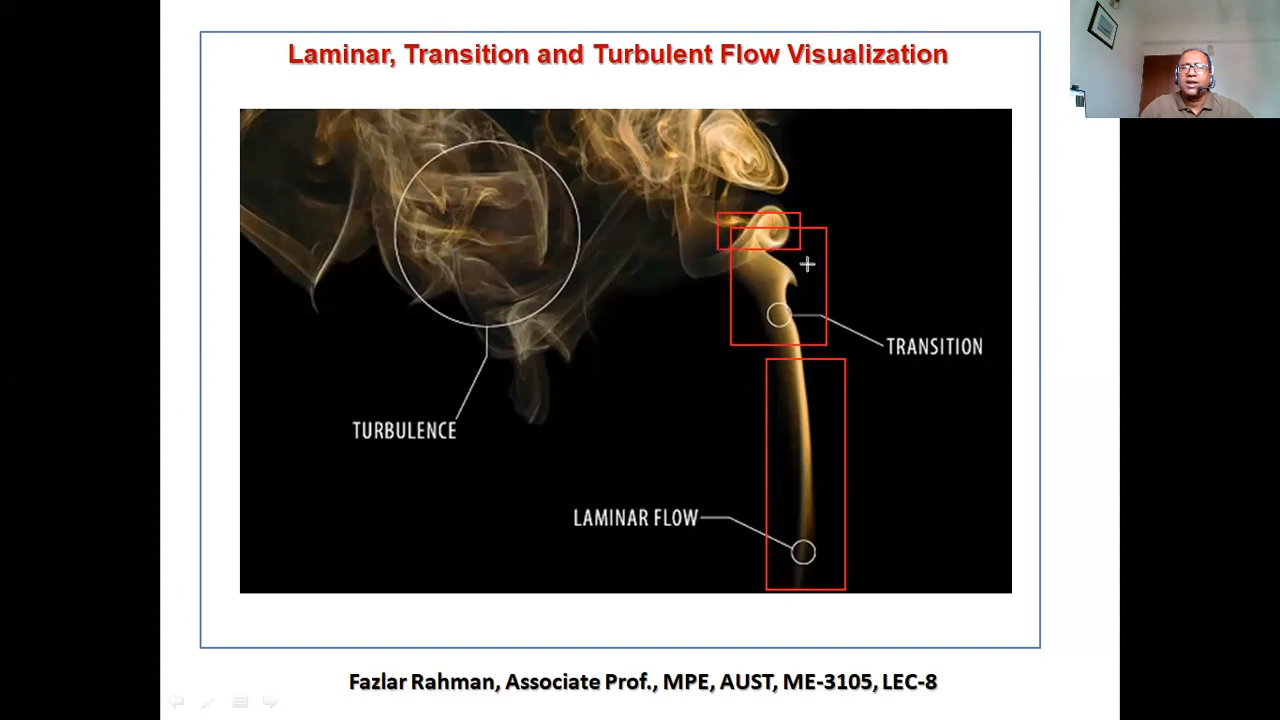 Laminar, Transition and Turbulent Flow Visualization
TRANSITION
TURBULENCE
LAMINAR FLOW
Fazlar Rahman, Associate Prof., MPE, AUST, ME-3105, LEC-8